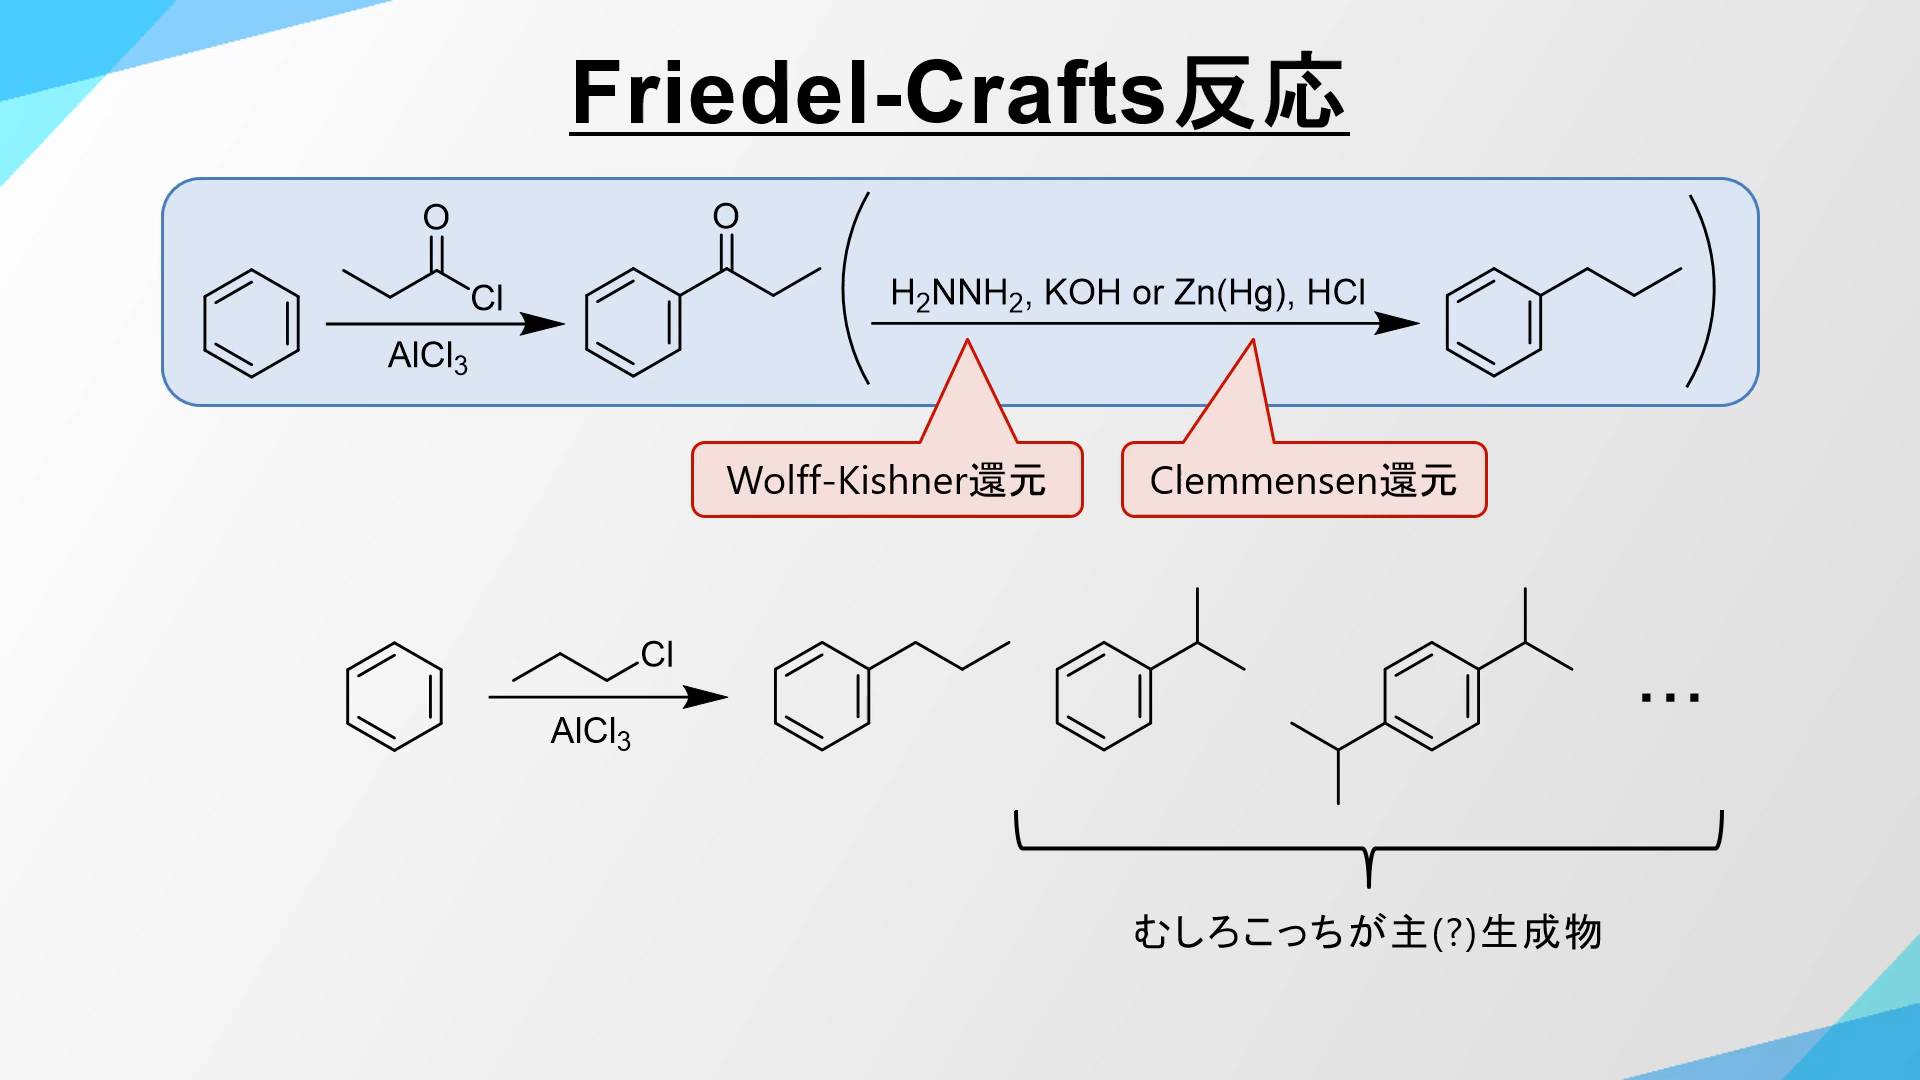 Friedel-Crafts反応
O
Cl
AlCl₃
O
H₂NNH₂, KOH or Zn(Hg), HCl
Wolff-Kishner還元
Clemmensen還元
Cl
AlCl₃
...
むしろこっちが主(?)生成物